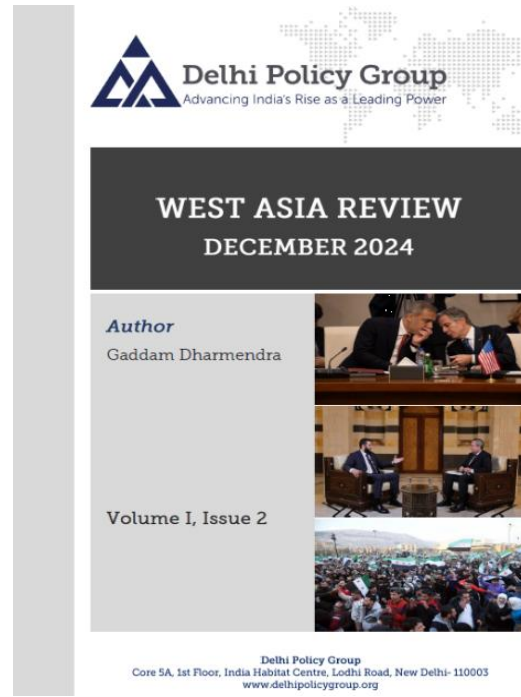 Delhi Policy Group
Advancing India's Rise as a Leading Power
WEST ASIA REVIEW
DECEMBER 2024
Author
Gaddam Dharmendra
Volume I, Issue 2
Delhi Policy Group
Core 5A, 1st Floor, India Habitat Centre, Lodhi Road, New Delhi- 110003
www.delhipolicygroup.org